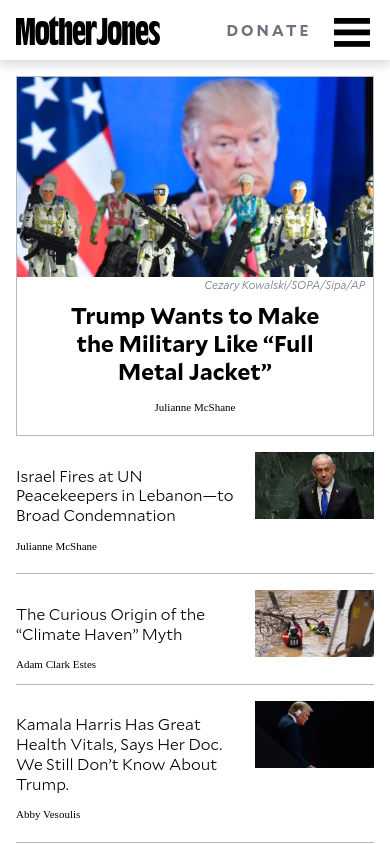 Mother Jones
DONATE
Cezary Kowalski/SOPA/Sipa/AP
Trump Wants to Make
the Military Like “Full
Metal Jacket”
Julianne McShane
Israel Fires at UN
Peacekeepers in Lebanon—to
Broad Condemnation
Julianne McShane
The Curious Origin of the
“Climate Haven” Myth
Adam Clark Estes
Kamala Harris Has Great
Health Vitals, Says Her Doc.
We Still Don’t Know About
Trump.
Abby Vesoulis